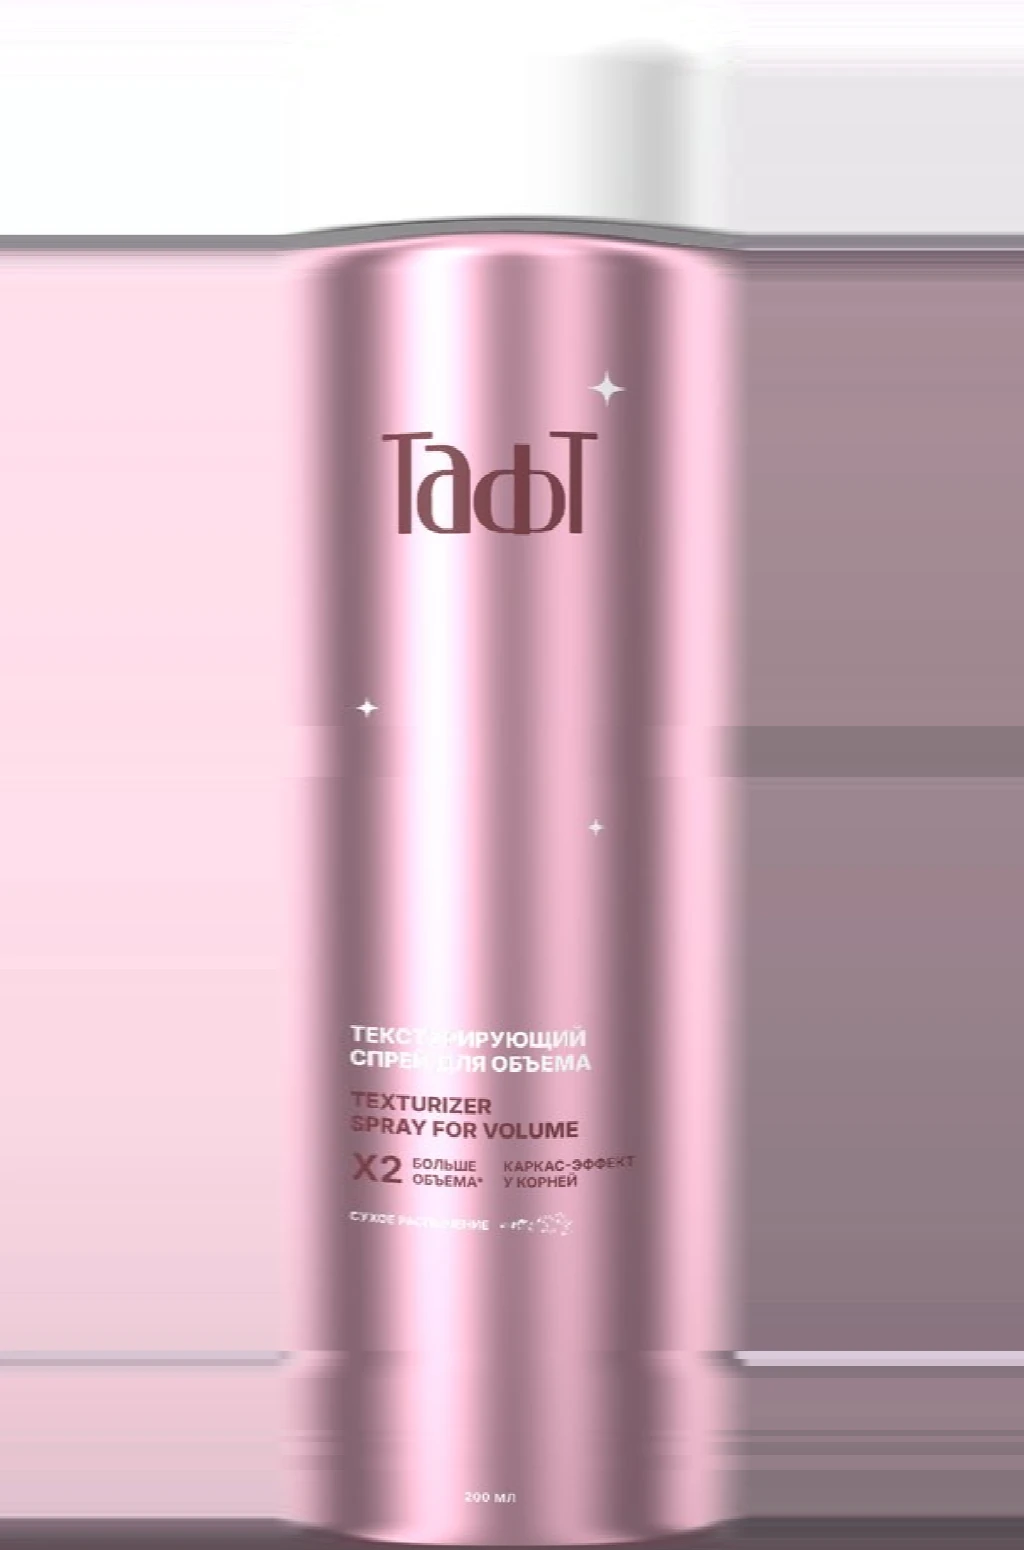 Тафт
ТЕКСТУРИРУЮЩИЙ
СПРЕЙ ДЛЯ ОБЪЕМА
TEXTURIZER
SPRAY FOR VOLUME
X2 БОЛЬШЕ ОБЪЕМА*
КАРКАС-ЭФФЕКТ
У КОРНЕЙ
СУХОЕ РАСПЫЛЕНИЕ
200 МЛ